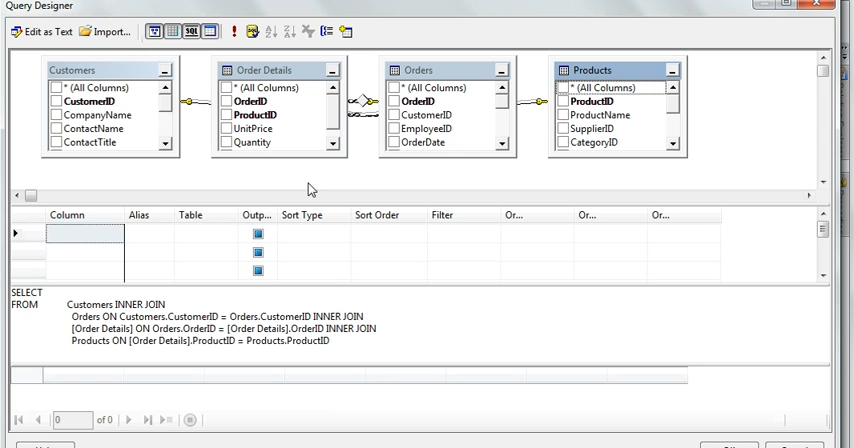 Query Designer
Edit as Text Import... SQL
Customers Order Details Orders Products
* (All Columns) * (All Columns) * (All Columns) * (All Columns)
CustomerID OrderID OrderID ProductID
CompanyName ProductID CustomerID ProductName
ContactName UnitPrice EmployeeID SupplierID
ContactTitle Quantity OrderDate CategoryID
Column Alias Table Outp... Sort Type Sort Order Filter Or... Or... Or...
SELECT
FROM Customers INNER JOIN
Orders ON Customers.CustomerID = Orders.CustomerID INNER JOIN
[Order Details] ON Orders.OrderID = [Order Details].OrderID INNER JOIN
Products ON [Order Details].ProductID = Products.ProductID
0 of 0